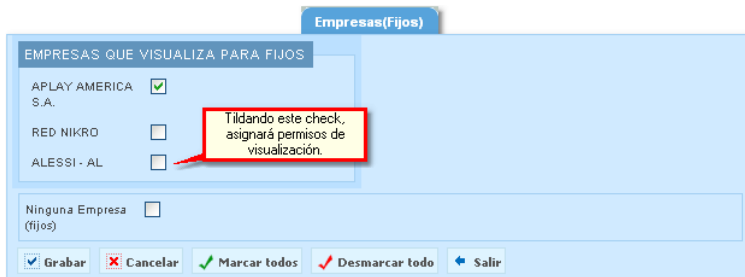 Empresas(Fijos)
EMPRESAS QUE VISUALIZA PARA FIJOS
APLAY AMERICA
S.A.
RED NIKRO
ALESSI - AL
Tildando este check,
asignará permisos de
visualización.
Ninguna Empresa
(fijos)
Grabar Cancelar Marcar todos Desmarcar todo Salir